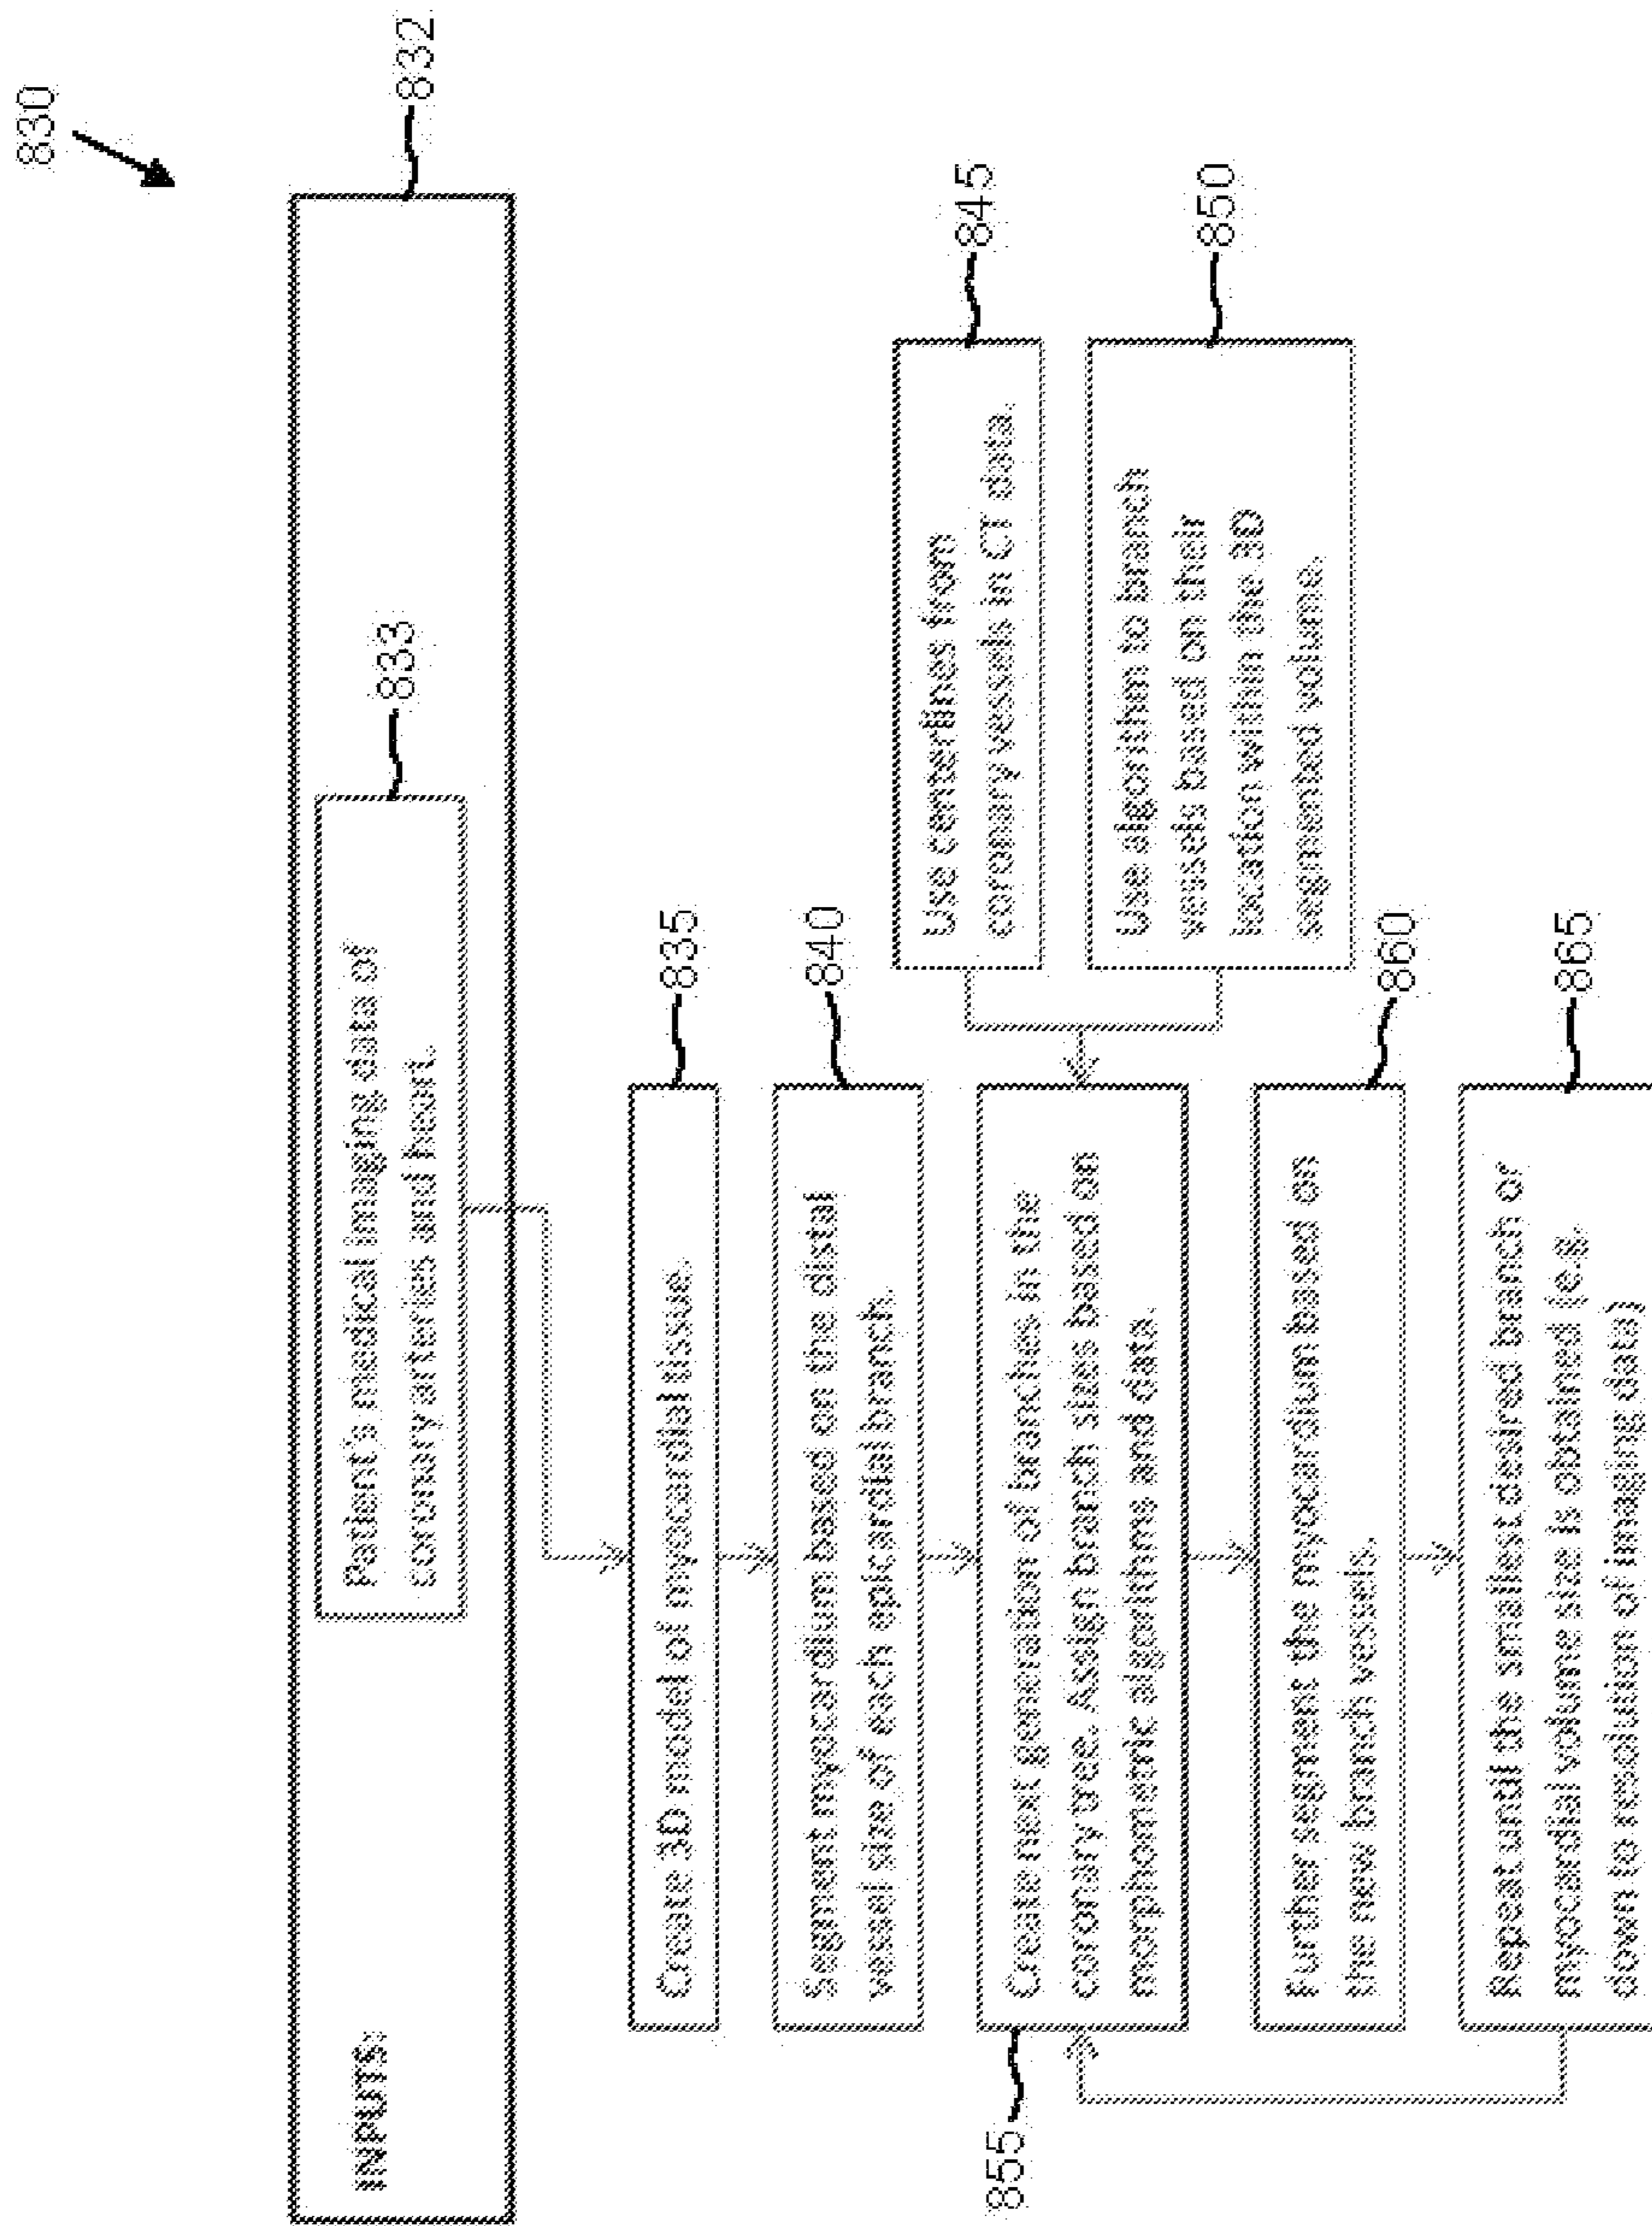 830
832
INPUTS:
833
Patient's medical imaging data of
coronary arteries and heart.
835
Create 3D model of myocardial tissue.
840
Segment myocardium based on the distal
vessel size of each epicardial branch.
845
Use centerlines from
coronary vessels in CT data.
855
Create next generation of branches in the
coronary tree. Assign branch sizes based on
morphometric algorithms and data.
850
Use algorithm to branch
vessels based on their
location within the 3D
segmented volume.
860
Further segment the myocardium based on
the new branch vessels.
865
Repeat until the smallest desired branch or
myocardial volume size is obtained (e.g.
down to resolution of imaging data)